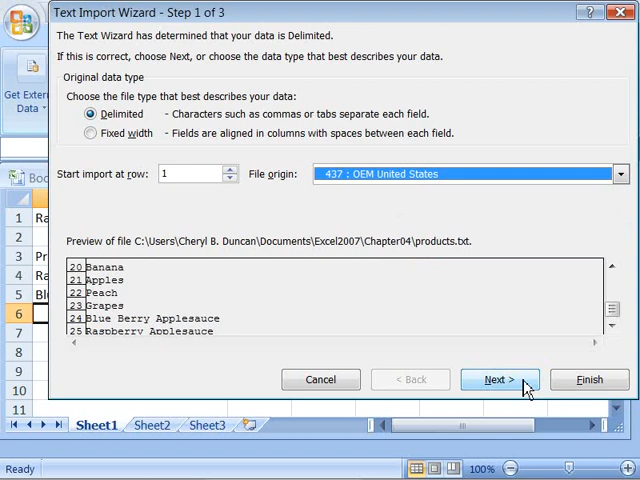 Text Import Wizard - Step 1 of 3
The Text Wizard has determined that your data is Delimited.
If this is correct, choose Next, or choose the data type that best describes your data.
Original data type
Choose the file type that best describes your data:
Delimited - Characters such as commas or tabs separate each field.
Fixed width - Fields are aligned in columns with spaces between each field.
Start import at row: 1 File origin: 437 : OEM United States
Preview of file C:\Users\Cheryl B. Duncan\Documents\Excel2007\Chapter04\products.txt.
20 Banana
21 Apples
22 Peach
23 Grapes
24 Blue Berry Applesauce
25 Raspberry Applesauce
Cancel < Back Next > Finish
Get Exter
Data
Boo
1 Ra
2
3 Pr
4 Ra
5 Blu
6
7
8
9
10
11
Sheet1 Sheet2 Sheet3
Ready 100%